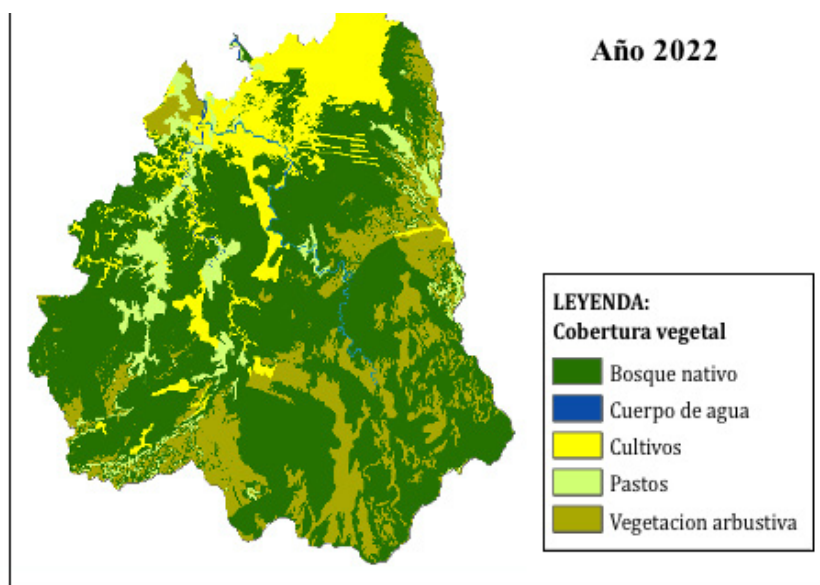 Año 2022
LEYENDA:
Cobertura vegetal
Bosque nativo
Cuerpo de agua
Cultivos
Pastos
Vegetacion arbustiva